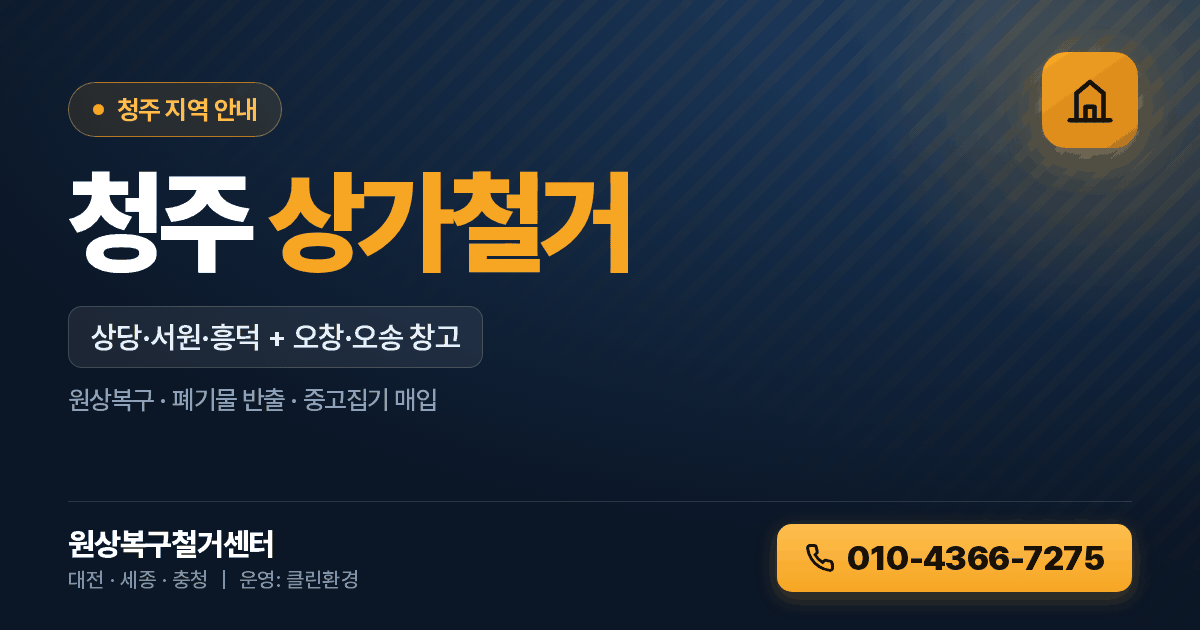 청주 지역 안내
청주 상가철거
상당·서원·흥덕 + 오창·오송 창고
원상복구 · 폐기물 반출 · 중고집기 매입
원상복구철거센터
대전 · 세종 · 충청 | 운영: 클린환경
010-4366-7275